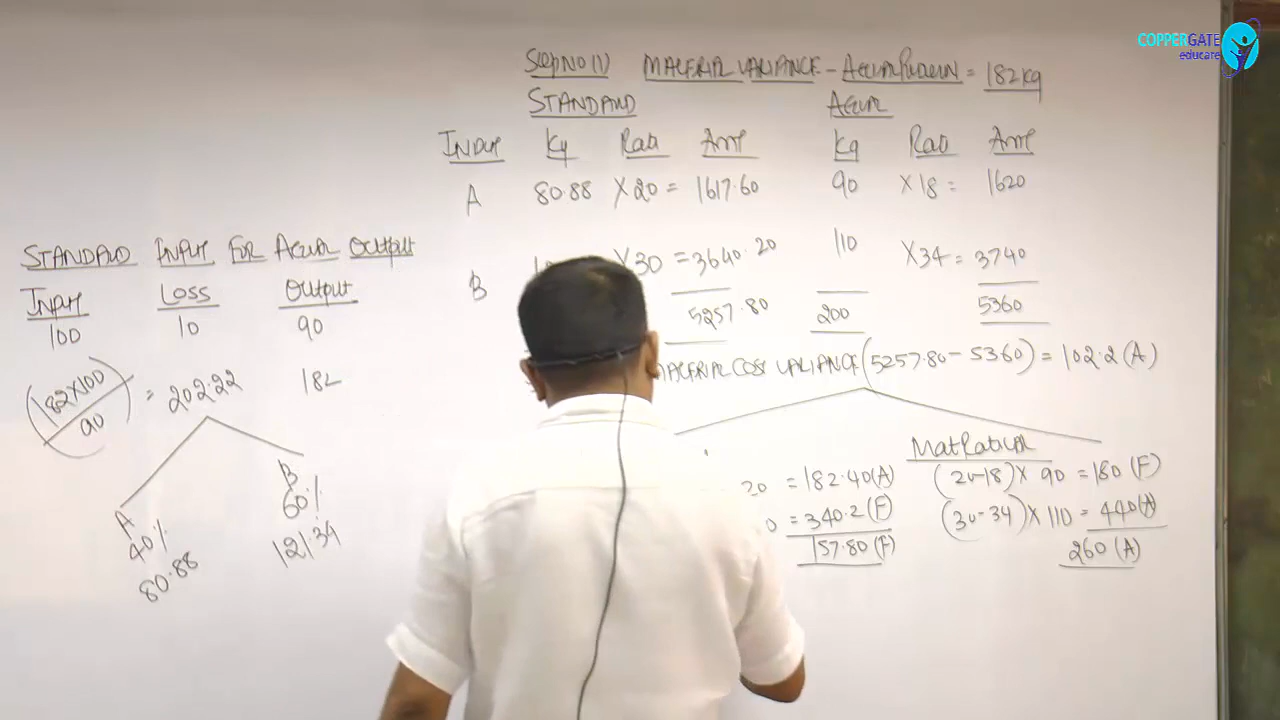 COPPERGATE
educate
Step No (1) MATERIAL VARIANCE - ACTUAL PRODUCTION = 182 Kg
STANDARD ACTUAL
INPUT Kg Rate Amt Kg Rate Amt
A 80.88 X 20 = 1617.60 90 X 18 = 1620
B X 30 = 3640.20 110 X 34 = 3740
5257.80 200 5360
MATERIAL COST VARIANCE (5257.80 - 5360) = 102.2 (A)
STANDARD INPUT FOR ACTUAL OUTPUT
INPUT LOSS OUTPUT
100 10 90
(182 X 100 / 90) = 202.22 182
A B
40% 60%
80.88 121.34
20 = 182.40 (A)
0 = 340.2 (F)
157.80 (F)
Mat Rate Var
(20-18) X 90 = 180 (F)
(30-34) X 110 = 440 (A)
260 (A)